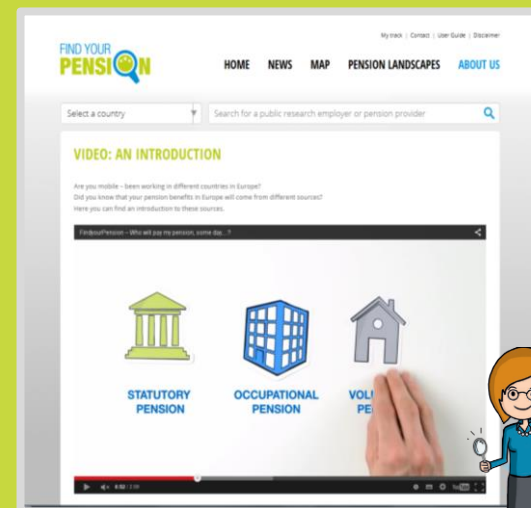 My track | Contact | User Guide | Disclaimer
FIND YOUR
PENSION
HOME NEWS MAP PENSION LANDSCAPES ABOUT US
Select a country
Search for a public research employer or pension provider
VIDEO: AN INTRODUCTION
Are you mobile – been working in different countries in Europe?
Did you know that your pension benefits in Europe will come from different sources?
Here you can find an introduction to these sources.
FindyourPension – Who will pay my pension, some day...?
STATUTORY
PENSION
OCCUPATIONAL
PENSION
VOL
PE